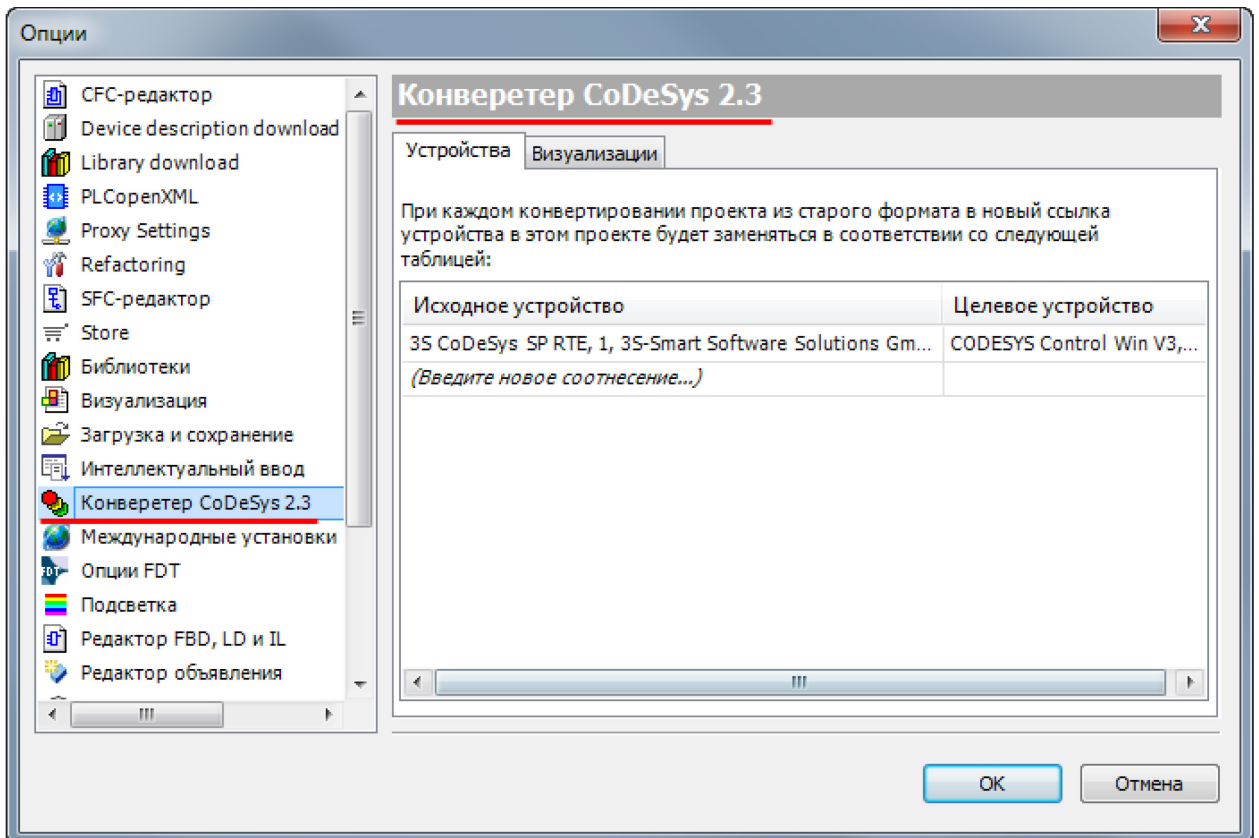 Опции
CFC-редактор
Device description download
Library download
PLCopenXML
Proxy Settings
Refactoring
SFC-редактор
Store
Библиотеки
Визуализация
Загрузка и сохранение
Интеллектуальный ввод
Конверетер CoDeSys 2.3
Международные установки
Опции FDT
Подсветка
Редактор FBD, LD и IL
Редактор объявления
Конверетер CoDeSys 2.3
Устройства Визуализации
При каждом конвертировании проекта из старого формата в новый ссылка
устройства в этом проекте будет заменяться в соответствии со следующей
таблицей:
Исходное устройство Целевое устройство
3S CoDeSys SP RTE, 1, 3S-Smart Software Solutions Gm... CODESYS Control Win V3,...
(Введите новое соотнесение...)
OK Отмена